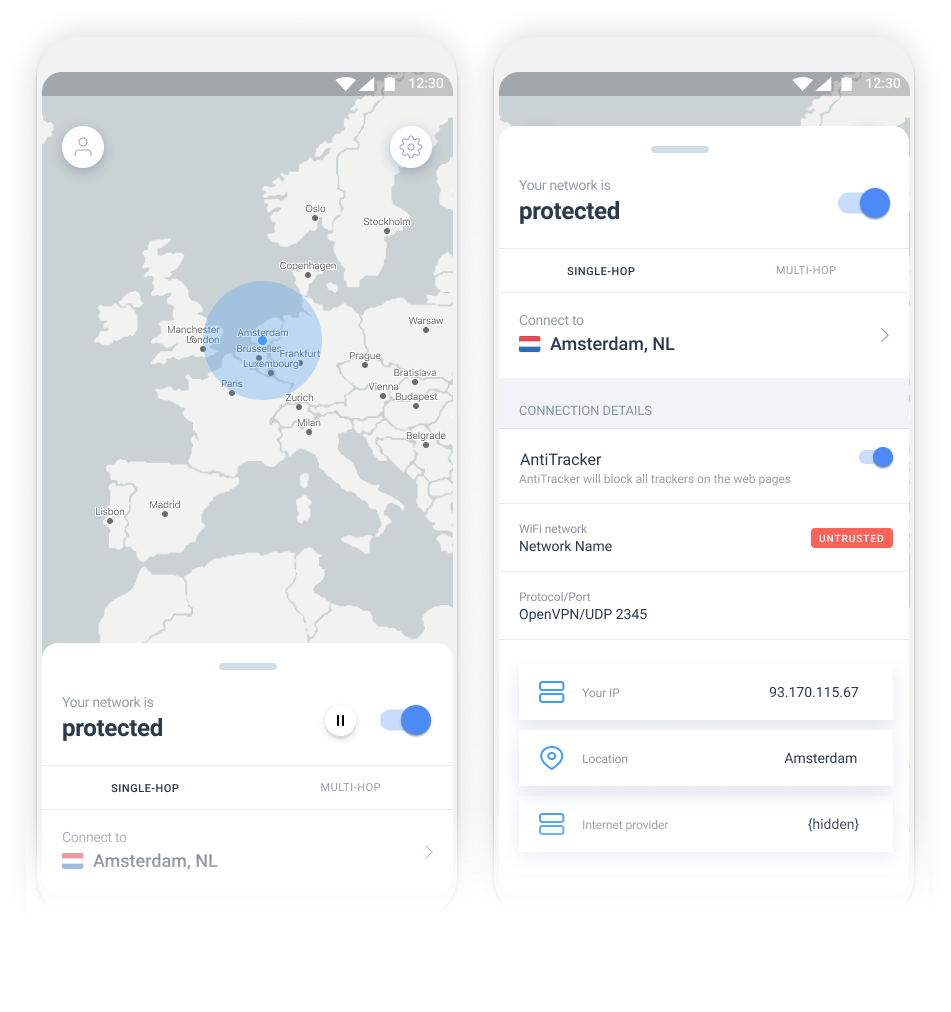 12:30
Oslo
Stockholm
Copenhagen
Manchester
London
Amsterdam
Warsaw
Brusselles
Frankfurt
Luxembourg
Prague
Paris
Bratislava
Vienna
Budapest
Zurich
Milan
Belgrade
Madrid
Lisbon
Your network is
protected
SINGLE-HOP
MULTI-HOP
Connect to
Amsterdam, NL
12:30
Your network is
protected
SINGLE-HOP
MULTI-HOP
Connect to
Amsterdam, NL
CONNECTION DETAILS
AntiTracker
AntiTracker will block all trackers on the web pages
WiFi network
Network Name
UNTRUSTED
Protocol/Port
OpenVPN/UDP 2345
Your IP
93.170.115.67
Location
Amsterdam
Internet provider
{hidden}